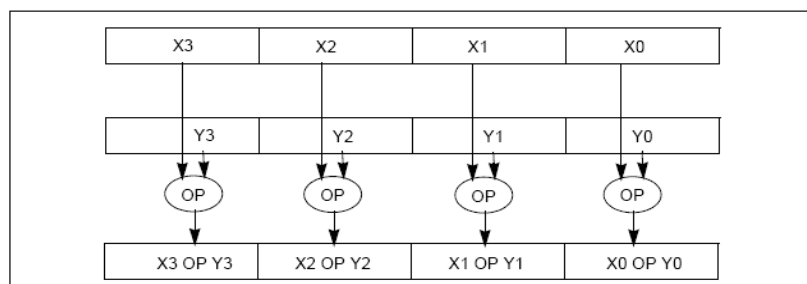 X3 X2 X1 X0
Y3 Y2 Y1 Y0
OP OP OP OP
X3 OP Y3 X2 OP Y2 X1 OP Y1 X0 OP Y0